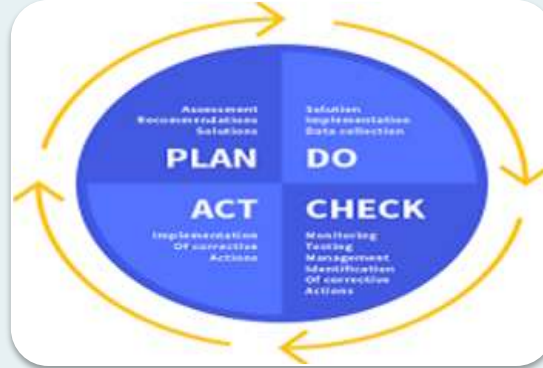 Assessment
Recommendations
Solutions
PLAN
Solution
Implementation
Data collection
DO
ACT
Implementation
Of corrective
Actions
CHECK
Monitoring
Testing
Management
Identification
Of corrective
Actions